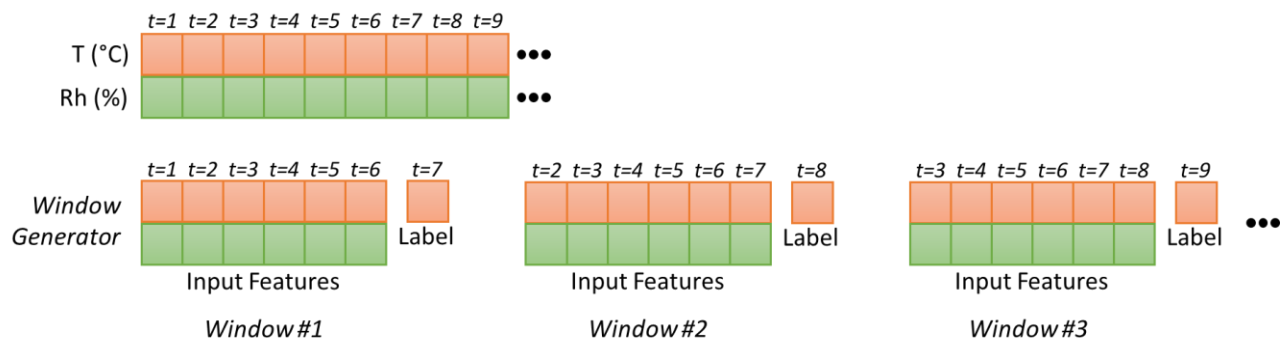 t=1 t=2 t=3 t=4 t=5 t=6 t=7 t=8 t=9
T (°C)
Rh (%)
t=1 t=2 t=3 t=4 t=5 t=6 t=7 t=2 t=3 t=4 t=5 t=6 t=7 t=8 t=3 t=4 t=5 t=6 t=7 t=8 t=9
Window
Generator
Label Label Label
Input Features Input Features Input Features
Window #1 Window #2 Window #3